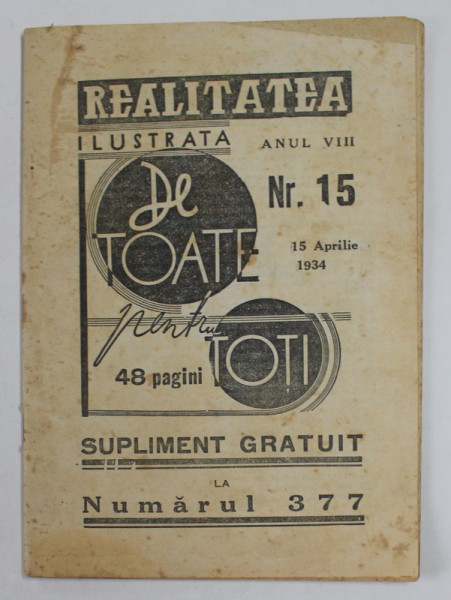 REALITATEA
ILUSTRATA
ANUL VIII
De
TOATE
Nr. 15
15 Aprilie
1934
pentru
TOȚI
48 pagini
SUPLIMENT GRATUIT
LA
Numărul 377